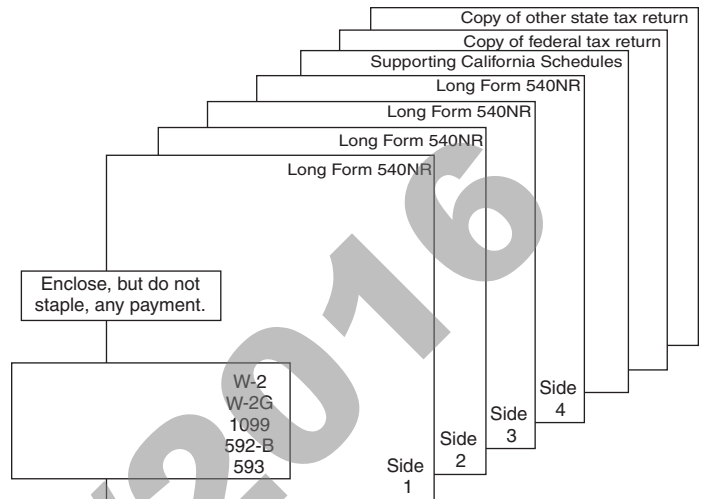 Copy of other state tax return
Copy of federal tax return
Supporting California Schedules
Long Form 540NR
Long Form 540NR
Long Form 540NR
Long Form 540NR
Enclose, but do not
staple, any payment.
W-2
W-2G
1099
592-B
593
Side
4
Side
3
Side
2
Side
1
2016